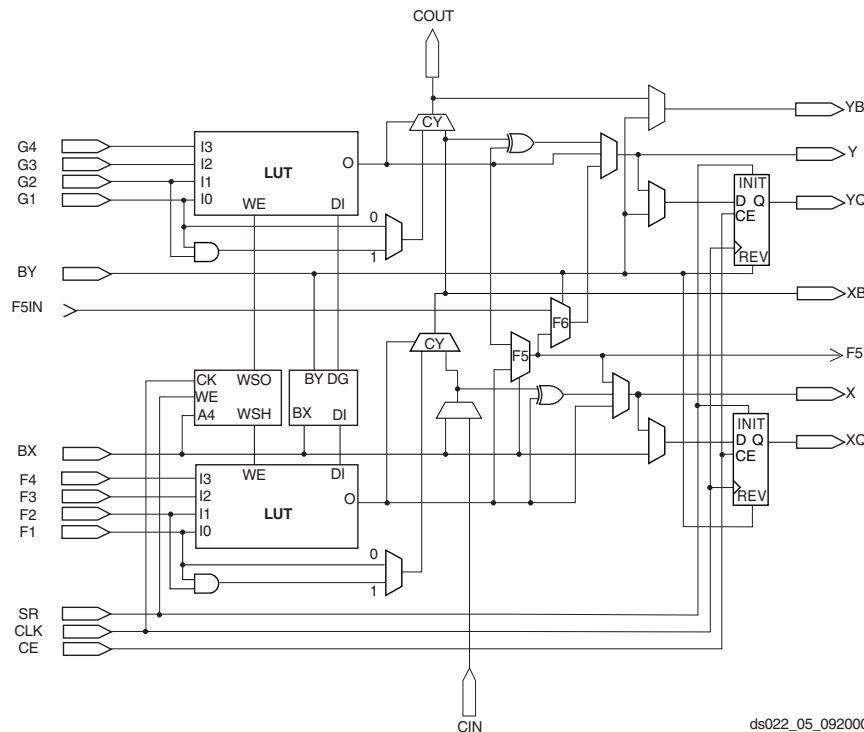 COUT
CY
YB
G4
G3
G2
G1
I3
I2
I1
I0
LUT
O
WE
DI
0
1
Y
INIT
D Q
CE
REV
YQ
BY
F5IN
XB
F6
CY
F5
F5
CK
WE
A4
WSO
WSH
BY DG
BX
DI
X
INIT
D Q
CE
REV
XQ
BX
F4
F3
F2
F1
WE
DI
I3
I2
I1
I0
LUT
O
0
1
SR
CLK
CE
CIN
ds022_05_092000